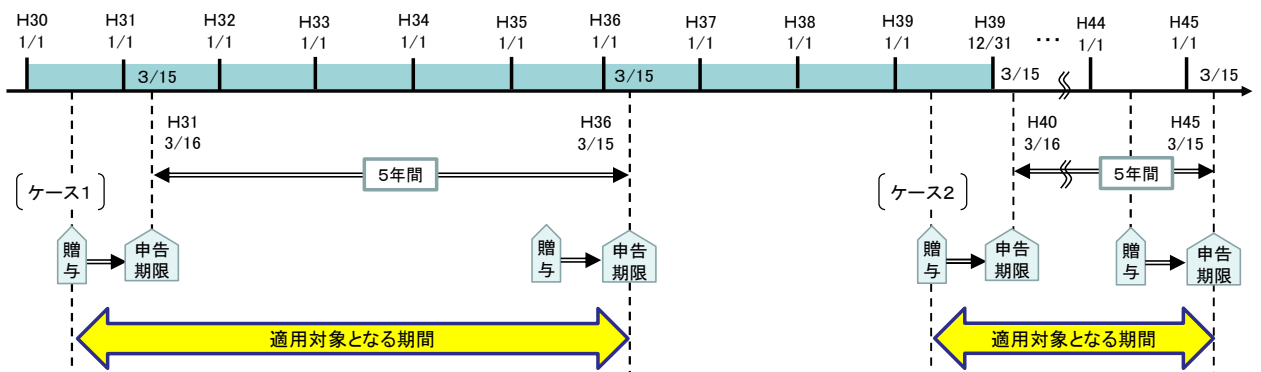 H30 H31 H32 H33 H34 H35 H36 H37 H38 H39 H39 H44 H45
1/1 1/1 1/1 1/1 1/1 1/1 1/1 1/1 1/1 1/1 12/31 … 1/1 1/1
3/15 3/15 3/15 3/15
H31 H36 H40 H45
3/16 3/15 3/16 3/15
5年間 5年間
〔ケース1〕 〔ケース2〕
贈与 申告期限 贈与 申告期限 贈与 申告期限 贈与 申告期限
適用対象となる期間 適用対象となる期間